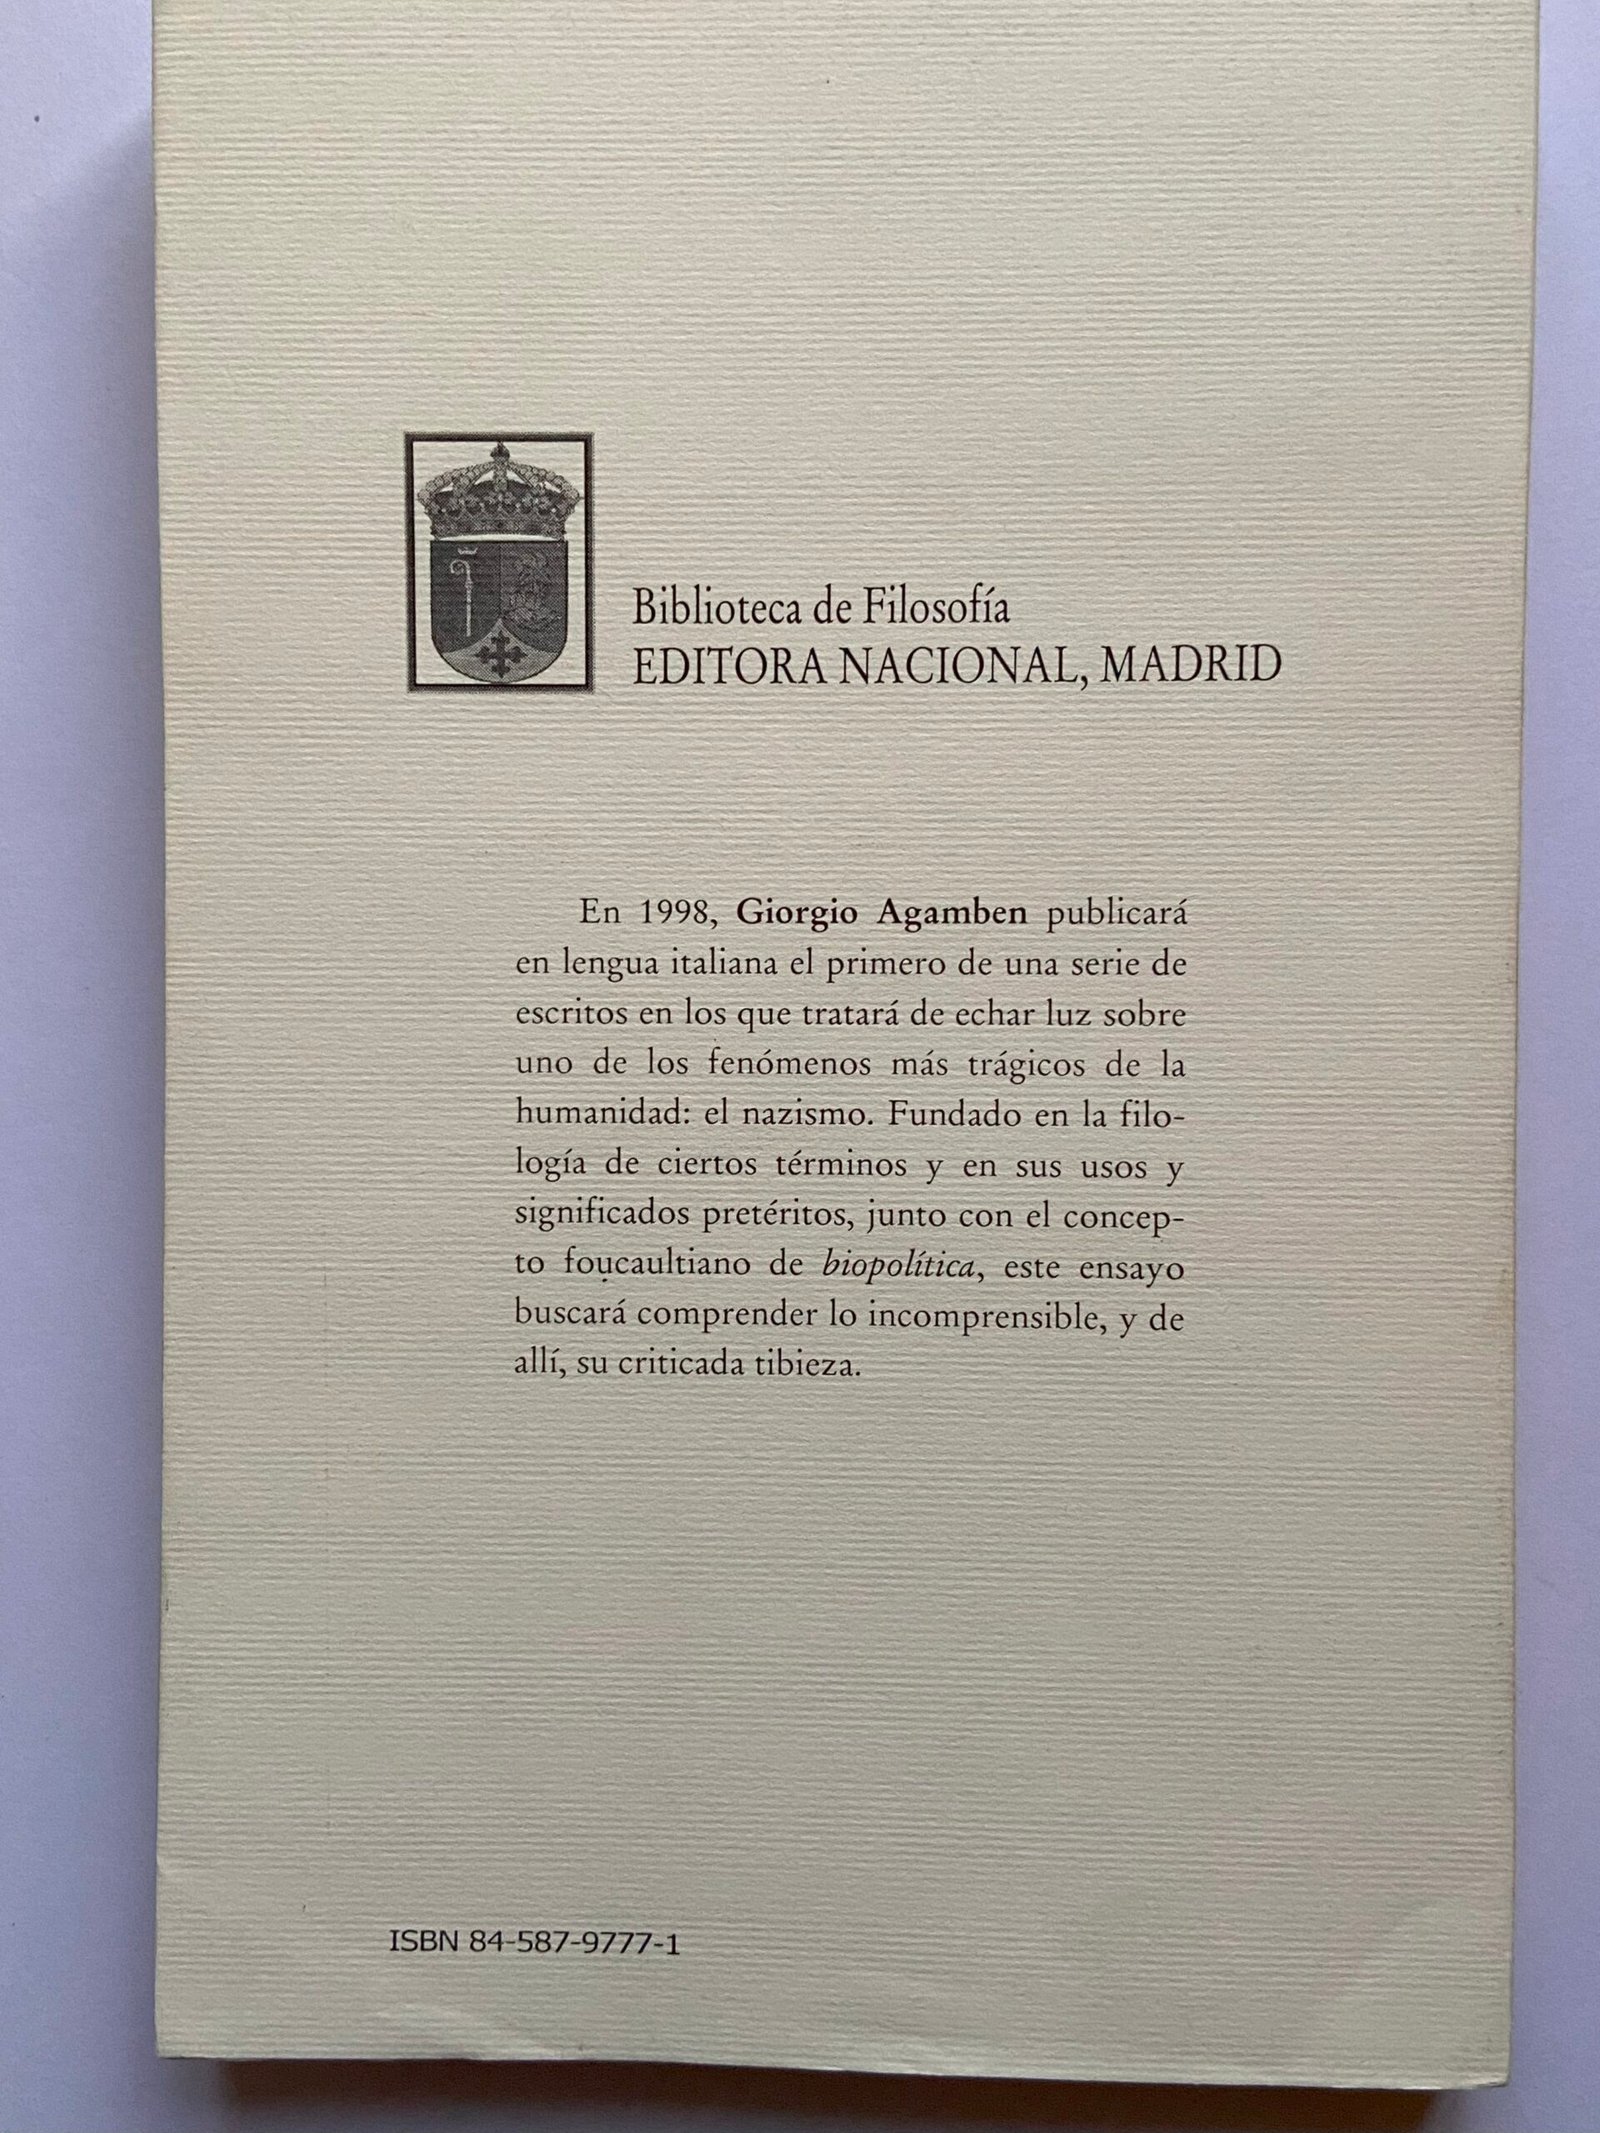 Biblioteca de Filosofía
EDITORA NACIONAL, MADRID
En 1998, Giorgio Agamben publicará
en lengua italiana el primero de una serie de
escritos en los que tratará de echar luz sobre
uno de los fenómenos más trágicos de la
humanidad: el nazismo. Fundado en la filo-
logía de ciertos términos y en sus usos y
significados pretéritos, junto con el concep-
to foucaultiano de biopolítica, este ensayo
buscará comprender lo incomprensible, y de
allí, su criticada tibieza.
ISBN 84-587-9777-1